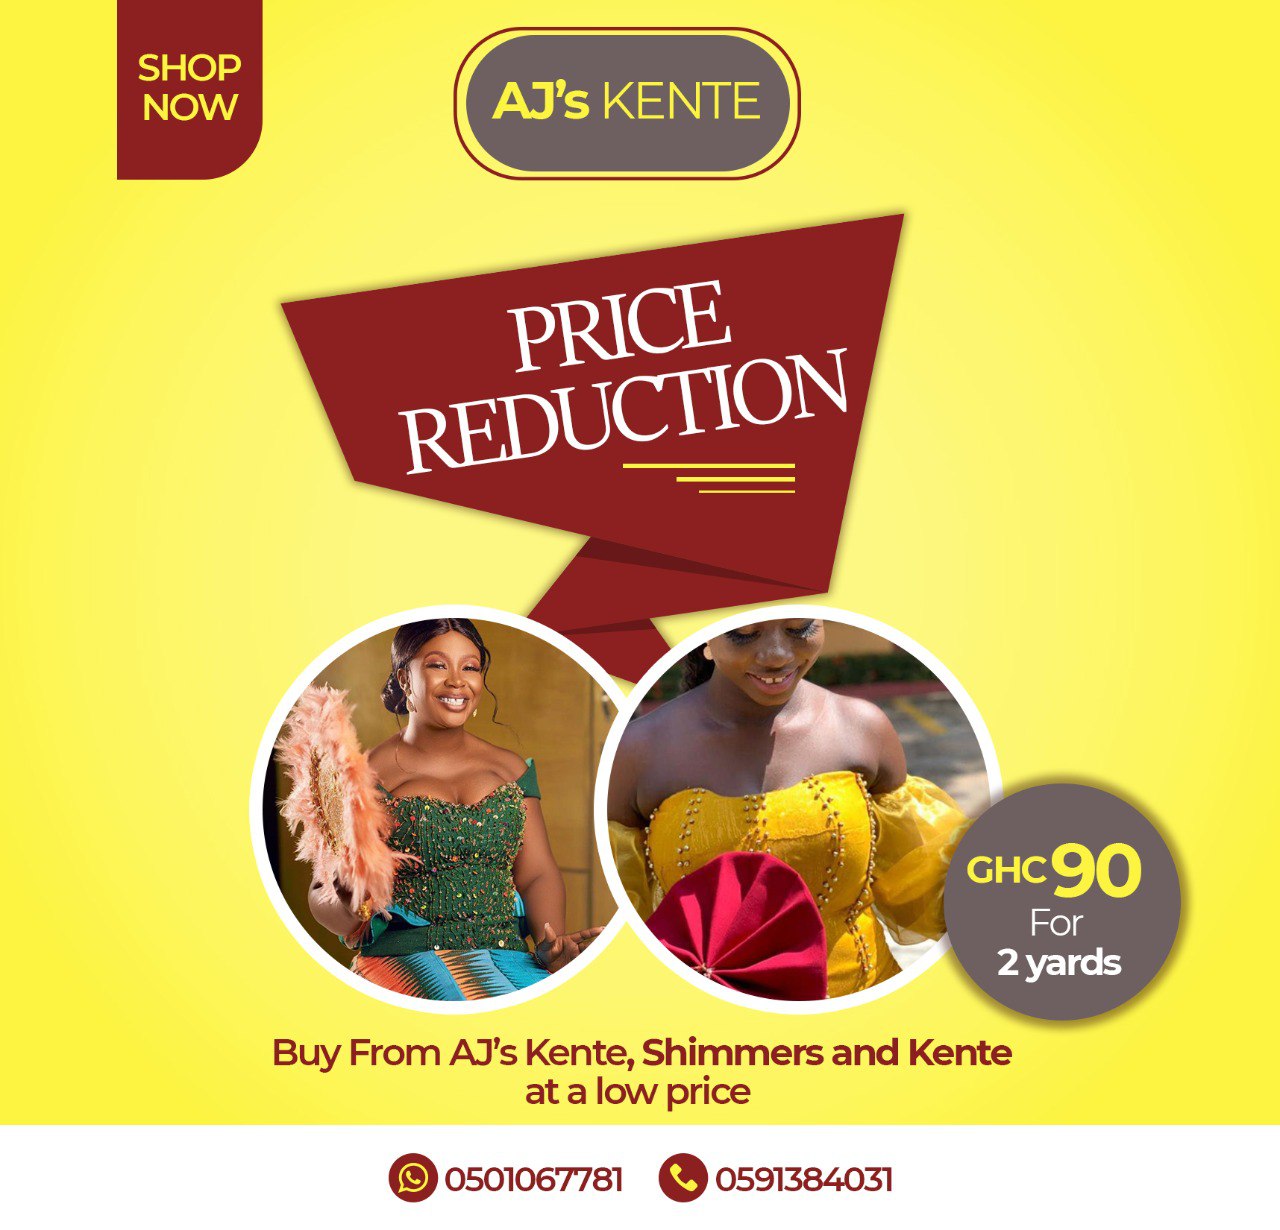 SHOP
NOW
AJ's KENTE
PRICE
REDUCTION
GHC 90
For
2 yards
Buy From AJ's Kente, Shimmers and Kente
at a low price
0501067781 0591384031